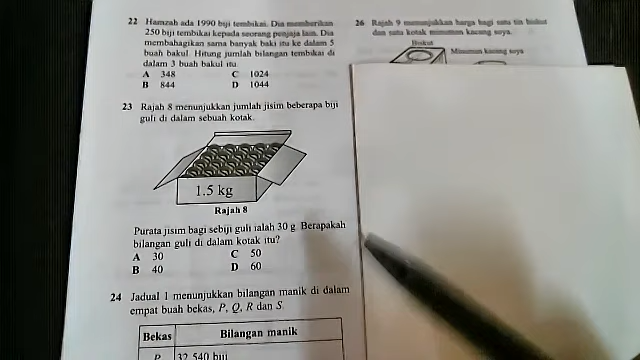 22 Hamzah ada 1990 biji tembikai. Dia memberikan
250 biji tembikai kepada seorang penjaja lain. Dia
membahagikan sama banyak baki itu ke dalam 5
buah bakul. Hitung jumlah bilangan tembikai di
dalam 3 buah bakul itu.
A 348 C 1024
B 844 D 1044
23 Rajah 8 menunjukkan jumlah jisim beberapa biji
guli di dalam sebuah kotak.
1.5 kg
Rajah 8
Purata jisim bagi sebiji guli ialah 30 g. Berapakah
bilangan guli di dalam kotak itu?
A 30 C 50
B 40 D 60
24 Jadual 1 menunjukkan bilangan manik di dalam
empat buah bekas, P, Q, R dan S.
Bekas Bilangan manik
P 32 540 biji
26 Rajah 9 menunjukkan harga bagi satu tin biskut
dan satu kotak minuman kacang soya.
Biskut
Minuman kacang soya